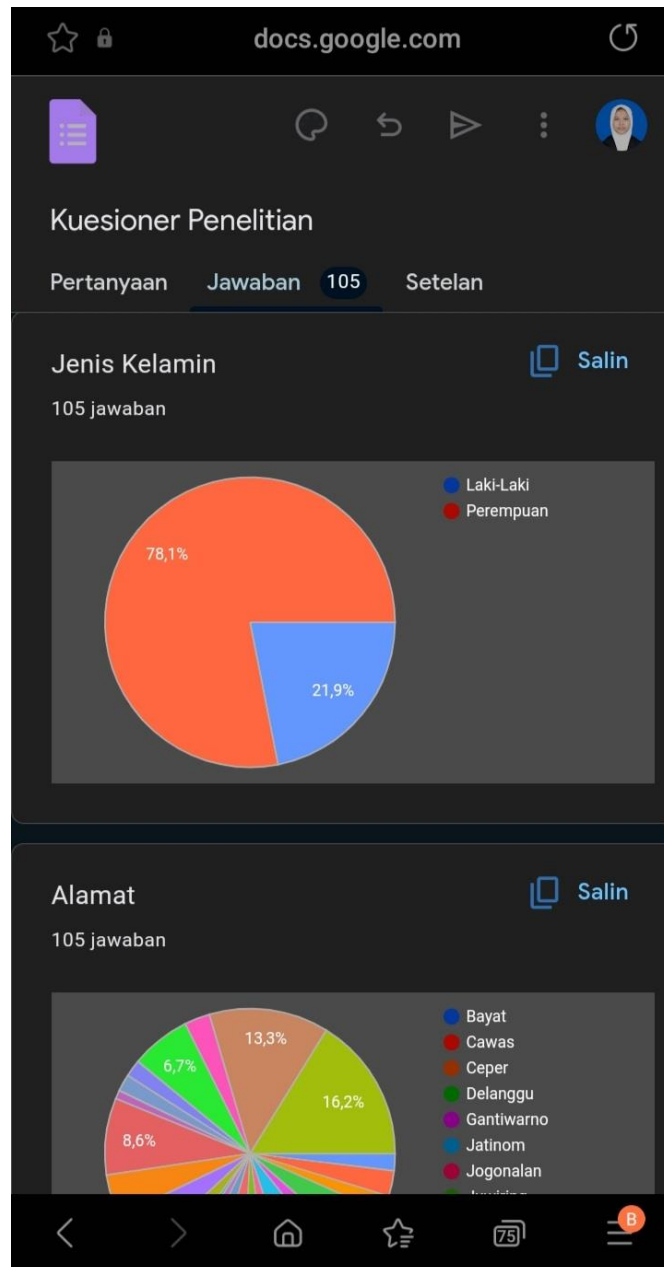 docs.google.com
Kuesioner Penelitian
Pertanyaan Jawaban 105 Setelan
Jenis Kelamin
Salin
105 jawaban
Laki-Laki
Perempuan
78,1%
21,9%
Alamat
Salin
105 jawaban
13,3%
6,7%
16,2%
8,6%
Bayat
Cawas
Ceper
Delanggu
Gantiwarno
Jatinom
Jogonalan
75
B